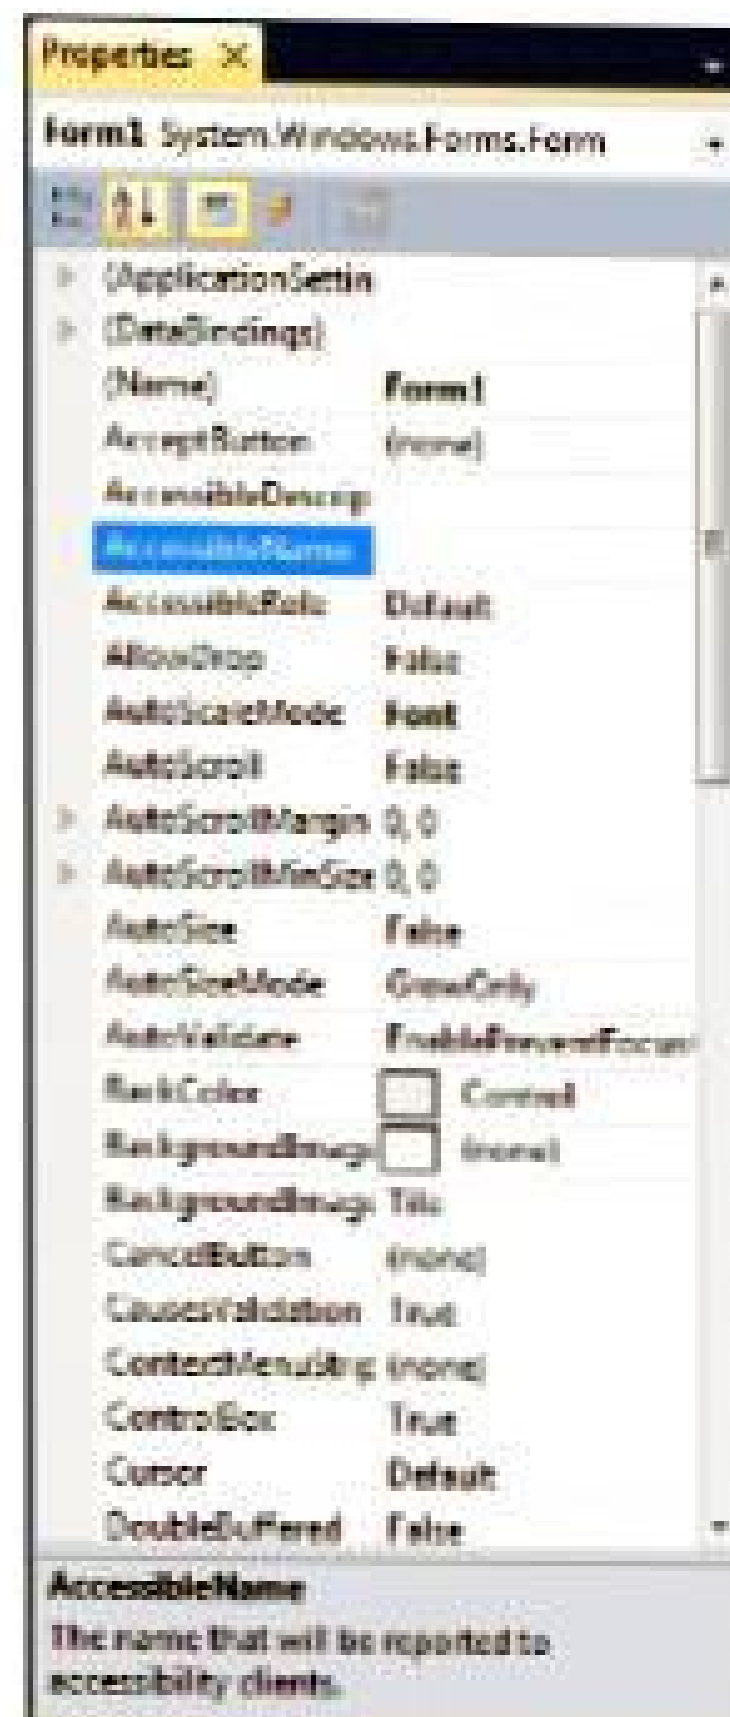 Properties
Form1 System.Windows.Forms.Form
(ApplicationSettin
(DataBindings)
(Name) Form1
AcceptButton (none)
AccessibleDescrip
AccessibleName
AccessibleRole Default
AllowDrop False
AutoScaleMode Font
AutoScroll False
AutoScrollMargin 0, 0
AutoScrollMinSize 0, 0
AutoSize False
AutoSizeMode GrowOnly
AutoValidate EnablePreventFocus
BackColor Control
BackgroundImage (none)
BackgroundImage Tile
CancelButton (none)
CausesValidation True
ContextMenuStrip (none)
ControlBox True
Cursor Default
DoubleBuffered False
AccessibleName
The name that will be reported to
accessibility clients.